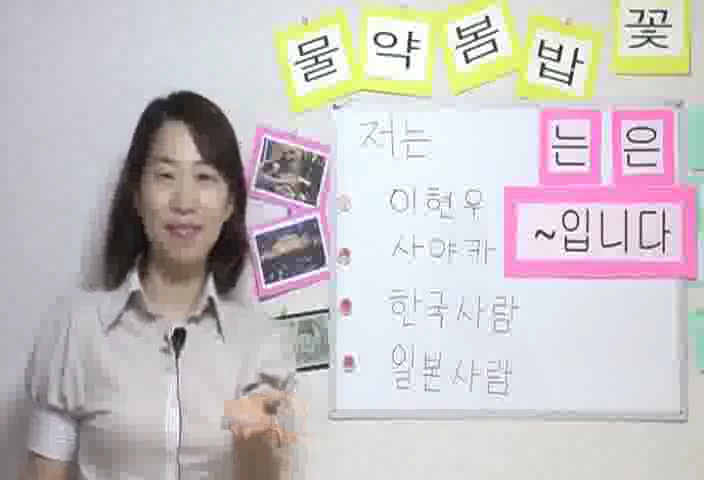 물 약 봄 밥 꽃
저는
는 은
이현우
사야카
~입니다
한국사람
일본사람